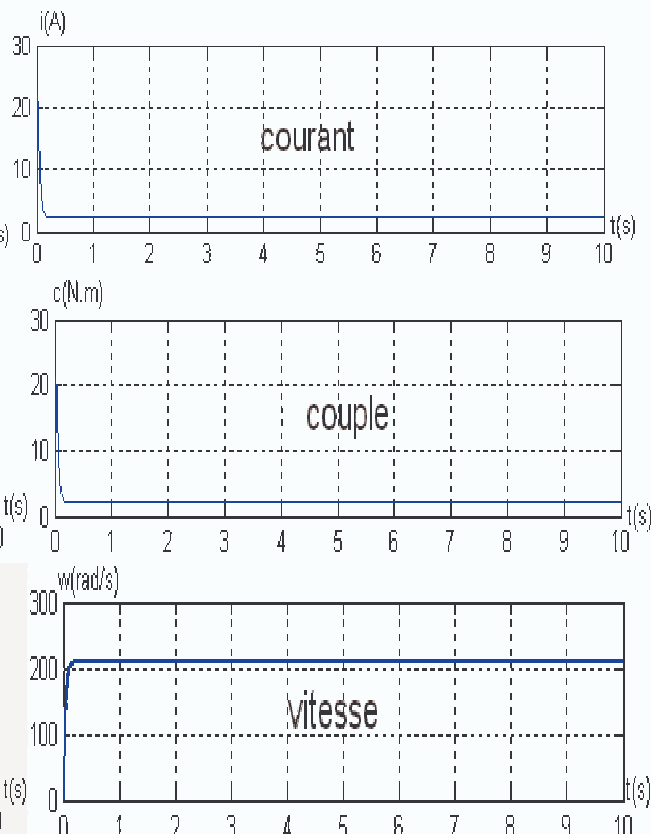 i(A)
30
20
courant
10
s) 0 t(s)
0 1 2 3 4 5 6 7 8 9 10
c(N.m)
30
20
couple
10
t(s) 0 t(s)
0 0 1 2 3 4 5 6 7 8 9 10
w(rad/s)
300
200
vitesse
100
t(s) 0 t(s)
0 1 2 3 4 5 6 7 8 9 10